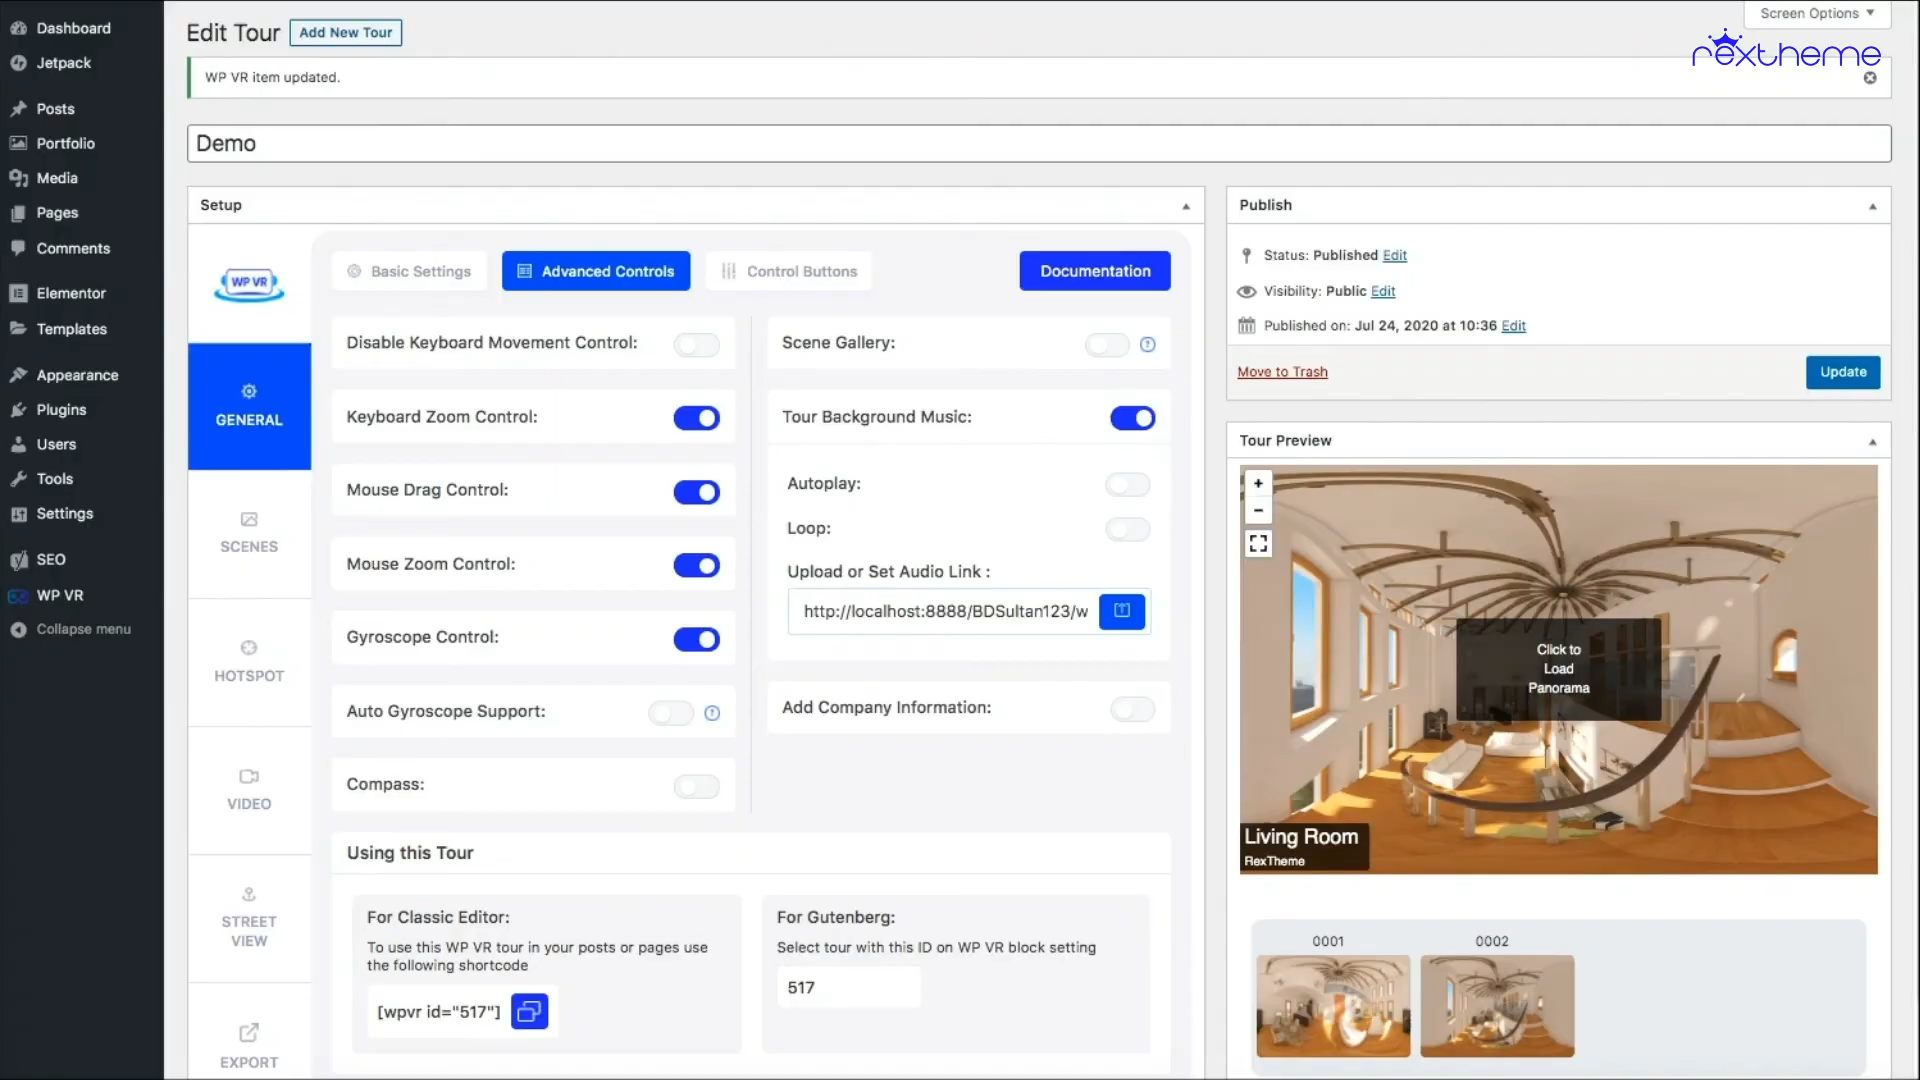 Dashboard
Jetpack
Posts
Portfolio
Media
Pages
Comments
Elementor
Templates
Appearance
Plugins
Users
Tools
Settings
SEO
WP VR
Collapse menu
Edit Tour
Add New Tour
Screen Options
rextheme
WP VR item updated.
Demo
Setup
WP VR
GENERAL
SCENES
HOTSPOT
VIDEO
STREET
VIEW
EXPORT
Basic Settings
Advanced Controls
Control Buttons
Documentation
Disable Keyboard Movement Control:
Keyboard Zoom Control:
Mouse Drag Control:
Mouse Zoom Control:
Gyroscope Control:
Auto Gyroscope Support:
Compass:
Scene Gallery:
Tour Background Music:
Autoplay:
Loop:
Upload or Set Audio Link :
http://localhost:8888/BDSultan123/w
Add Company Information:
Using this Tour
For Classic Editor:
To use this WP VR tour in your posts or pages use
the following shortcode
[wpvr id="517"]
For Gutenberg:
Select tour with this ID on WP VR block setting
517
Publish
Status: Published Edit
Visibility: Public Edit
Published on: Jul 24, 2020 at 10:36 Edit
Move to Trash
Update
Tour Preview
+
−
Click to
Load
Panorama
Living Room
RexTheme
0001
0002